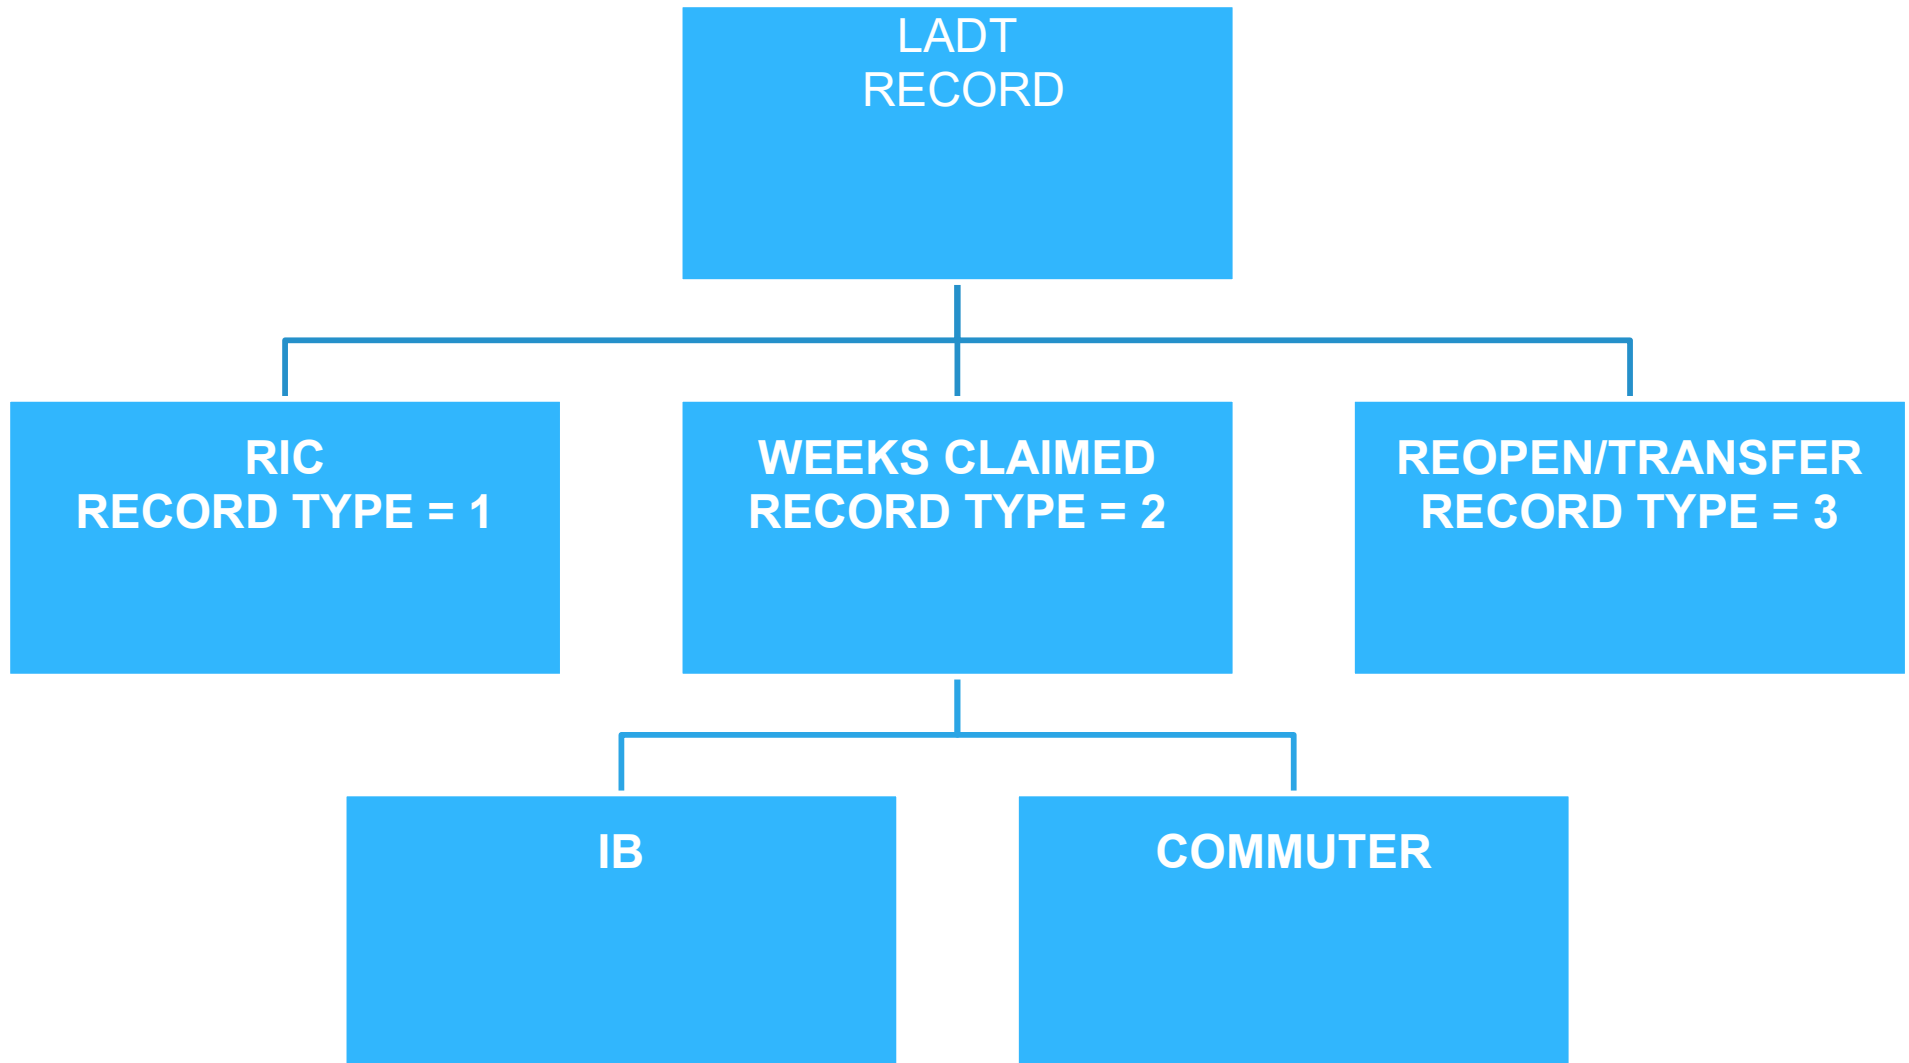 LADT
RECORD
RIC
RECORD TYPE = 1
WEEKS CLAIMED
RECORD TYPE = 2
REOPEN/TRANSFER
RECORD TYPE = 3
IB
COMMUTER